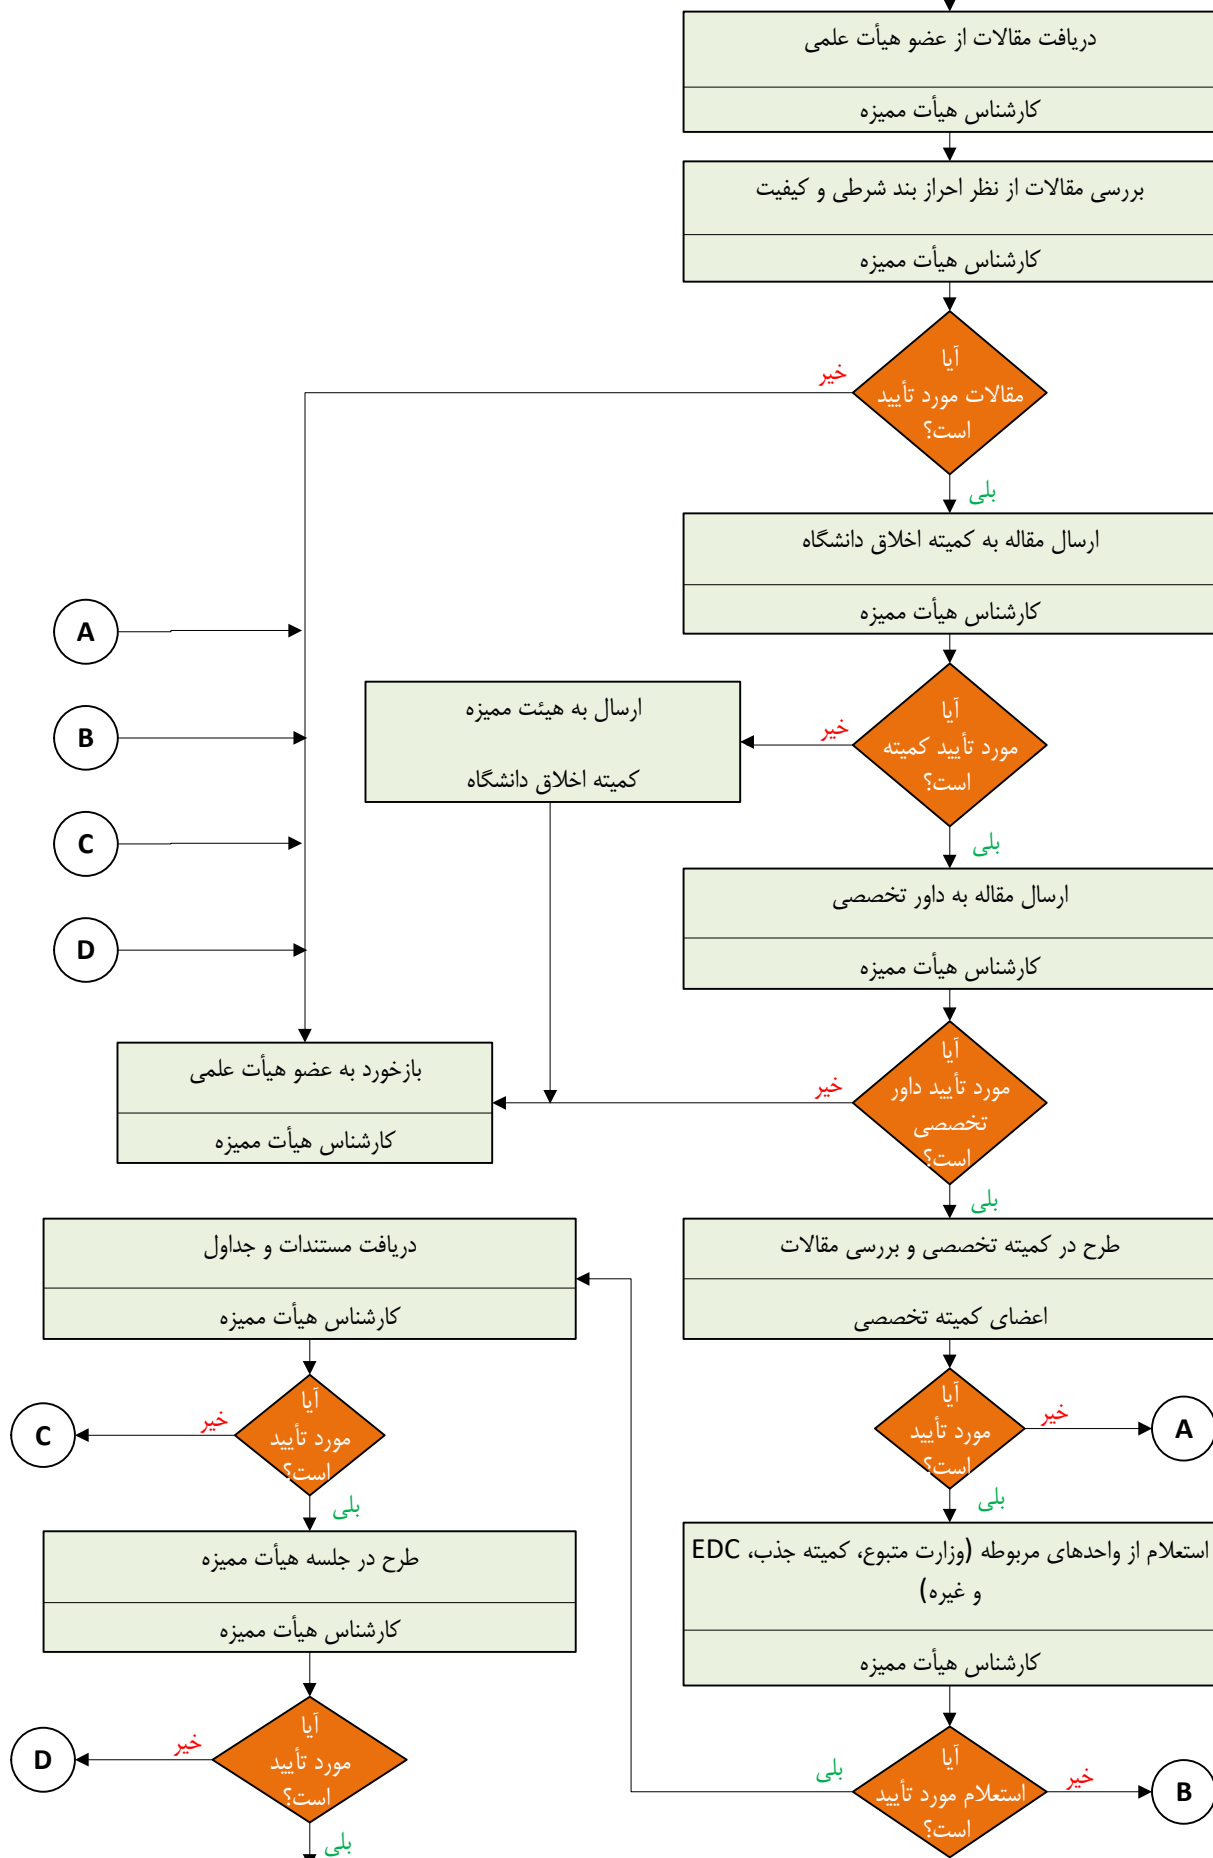 دریافت مقالات از عضو هیأت علمی
کارشناس هیأت ممیزه
بررسی مقالات از نظر احراز بند شرطی و کیفیت
کارشناس هیأت ممیزه
آیا
مقالات مورد تأیید
است؟
خیر
بلی
ارسال مقاله به کمیته اخلاق دانشگاه
کارشناس هیأت ممیزه
آیا
مورد تأیید کمیته
است؟
خیر
بلی
ارسال به هیئت ممیزه
کمیته اخلاق دانشگاه
A
B
C
D
ارسال مقاله به داور تخصصی
کارشناس هیأت ممیزه
آیا
مورد تأیید داور
تخصصی
است؟
خیر
بلی
بازخورد به عضو هیأت علمی
کارشناس هیأت ممیزه
طرح در کمیته تخصصی و بررسی مقالات
اعضای کمیته تخصصی
آیا
مورد تأیید
است؟
خیر
A
بلی
استعلام از واحدهای مربوطه (وزارت متبوع، کمیته جذب، EDC
و غیره)
کارشناس هیأت ممیزه
آیا
استعلام مورد تأیید
است؟
خیر
B
بلی
دریافت مستندات و جداول
کارشناس هیأت ممیزه
آیا
مورد تأیید
است؟
خیر
C
بلی
طرح در جلسه هیأت ممیزه
کارشناس هیأت ممیزه
آیا
مورد تأیید
است؟
خیر
D
بلی